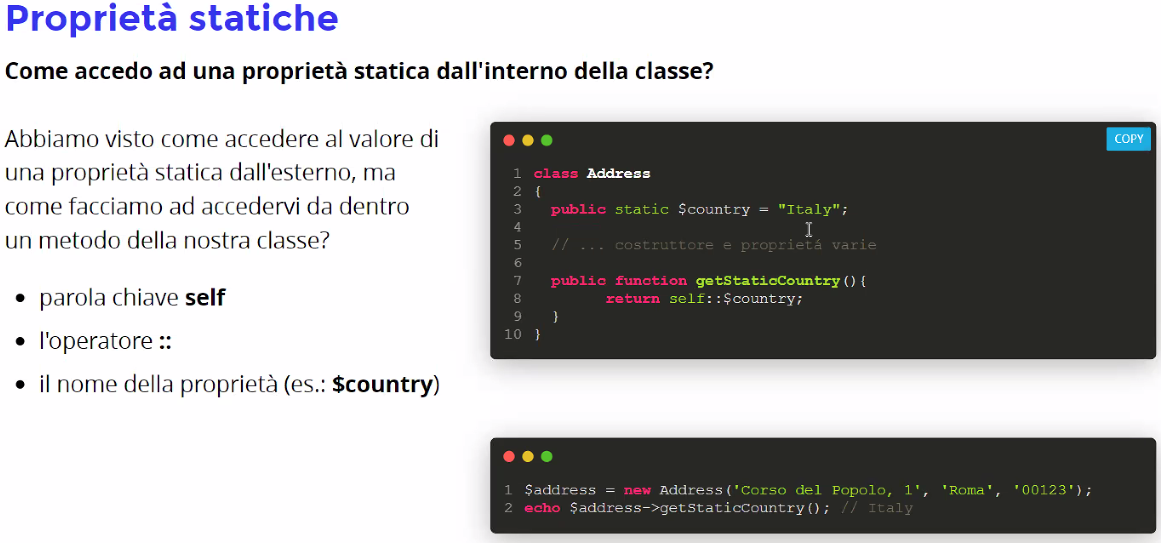 Proprietà statiche
Come accedo ad una proprietà statica dall'interno della classe?
Abbiamo visto come accedere al valore di
una proprietà statica dall'esterno, ma
come facciamo ad accedervi da dentro
un metodo della nostra classe?
• parola chiave self
• l'operatore ::
• il nome della proprietà (es.: $country)
COPY
1 class Address
2 {
3   public static $country = "Italy";
4
5   // ... costruttore e proprietá varie
6
7   public function getStaticCountry(){
8         return self::$country;
9   }
10 }
1 $address = new Address('Corso del Popolo, 1', 'Roma', '00123');
2 echo $address->getStaticCountry(); // Italy